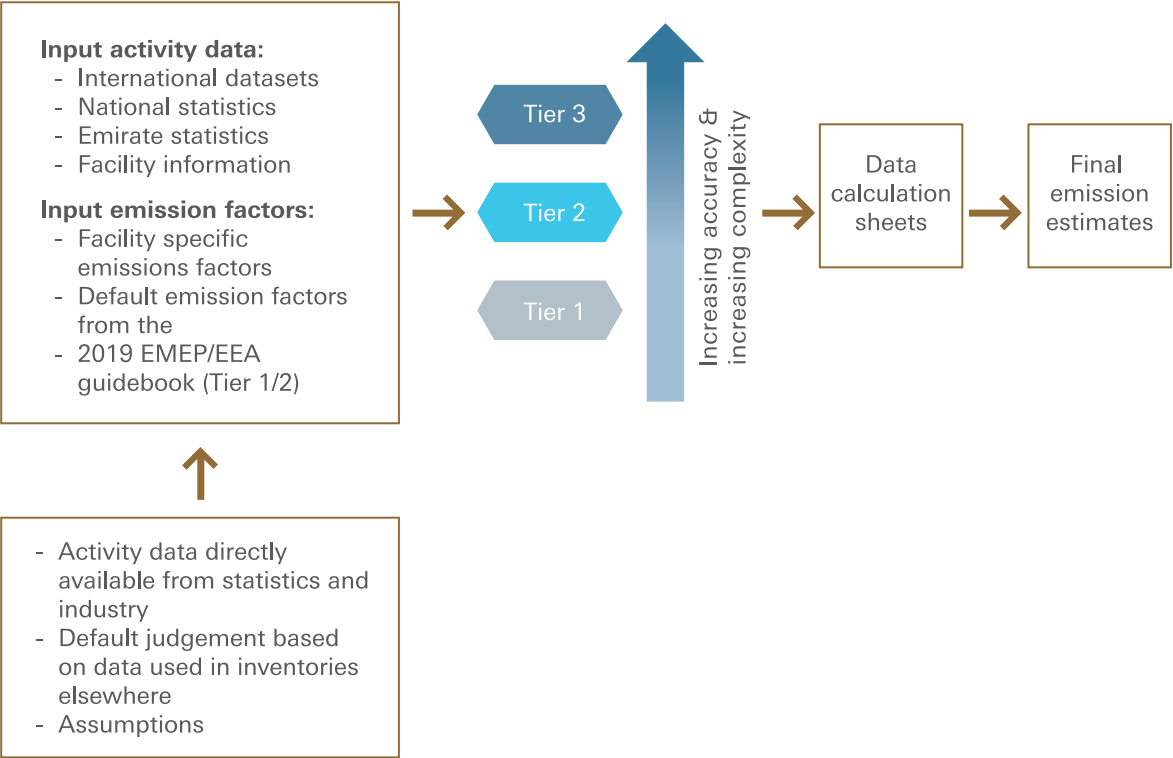 Input activity data:
- International datasets
- National statistics
- Emirate statistics
- Facility information
Input emission factors:
- Facility specific
emissions factors
- Default emission factors
from the
- 2019 EMEP/EEA
guidebook (Tier 1/2)
- Activity data directly
available from statistics and
industry
- Default judgement based
on data used in inventories
elsewhere
- Assumptions
Tier 3
Tier 2
Tier 1
Increasing accuracy &
increasing complexity
Data
calculation
sheets
Final
emission
estimates